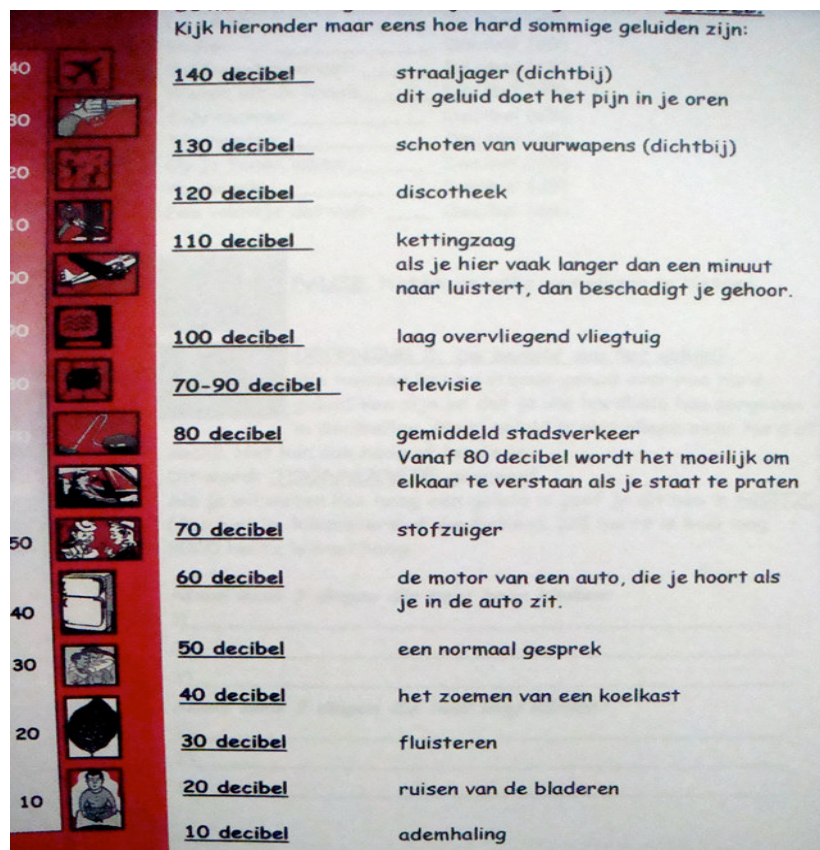 Kijk hieronder maar eens hoe hard sommige geluiden zijn:
140 decibel straaljager (dichtbij)
dit geluid doet het pijn in je oren
130 decibel schoten van vuurwapens (dichtbij)
120 decibel discotheek
110 decibel kettingzaag
als je hier vaak langer dan een minuut
naar luistert, dan beschadigt je gehoor.
100 decibel laag overvliegend vliegtuig
70-90 decibel televisie
80 decibel gemiddeld stadsverkeer
Vanaf 80 decibel wordt het moeilijk om
elkaar te verstaan als je staat te praten
70 decibel stofzuiger
60 decibel de motor van een auto, die je hoort als
je in de auto zit.
50 decibel een normaal gesprek
40 decibel het zoemen van een koelkast
30 decibel fluisteren
20 decibel ruisen van de bladeren
10 decibel ademhaling
40
30
20
10
00
90
80
50
40
30
20
10